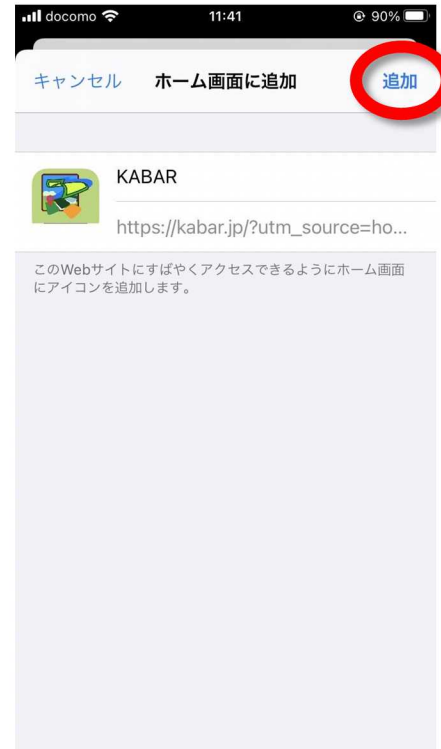 docomo 11:41 90%
キャンセル ホーム画面に追加 追加
KABAR
https://kabar.jp/?utm_source=ho...
このWebサイトにすばやくアクセスできるようにホーム画面
にアイコンを追加します。